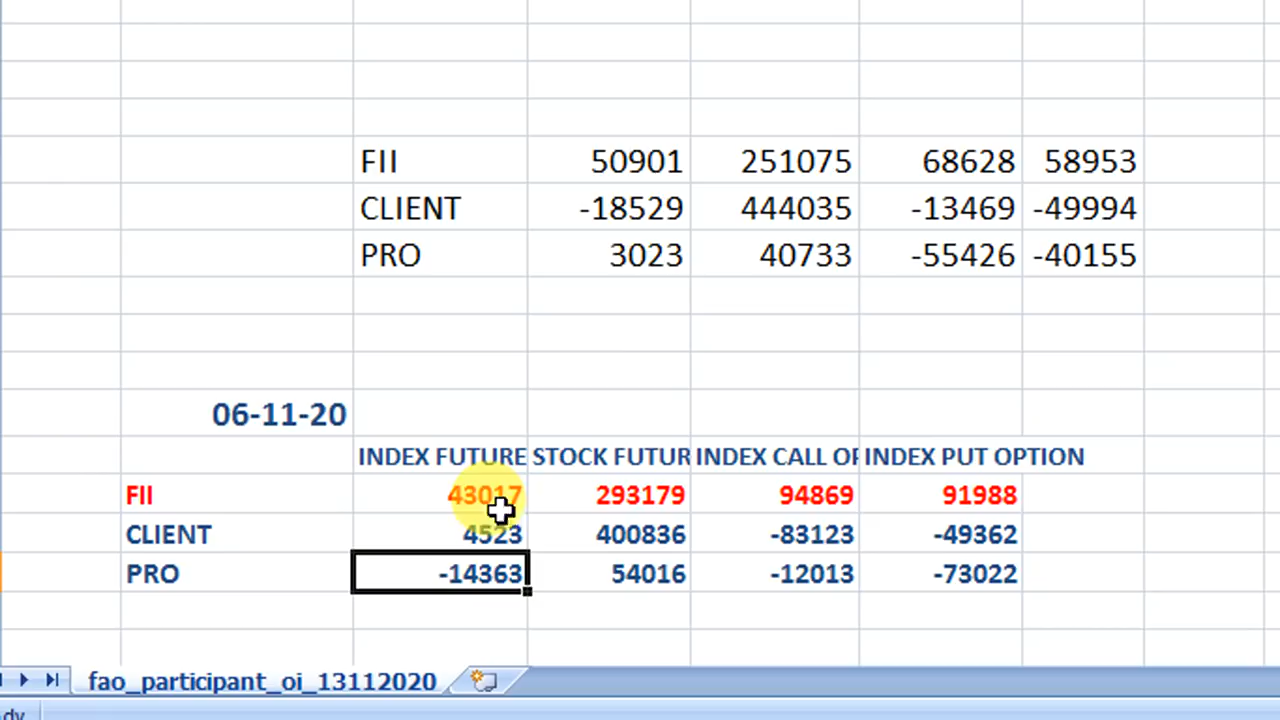 FII 50901 251075 68628 58953
CLIENT -18529 444035 -13469 -49994
PRO 3023 40733 -55426 -40155
06-11-20
INDEX FUTURE STOCK FUTUR INDEX CALL OP INDEX PUT OPTION
FII 43017 293179 94869 91988
CLIENT 4523 400836 -83123 -49362
PRO -14363 54016 -12013 -73022
fao_participant_oi_13112020
dy